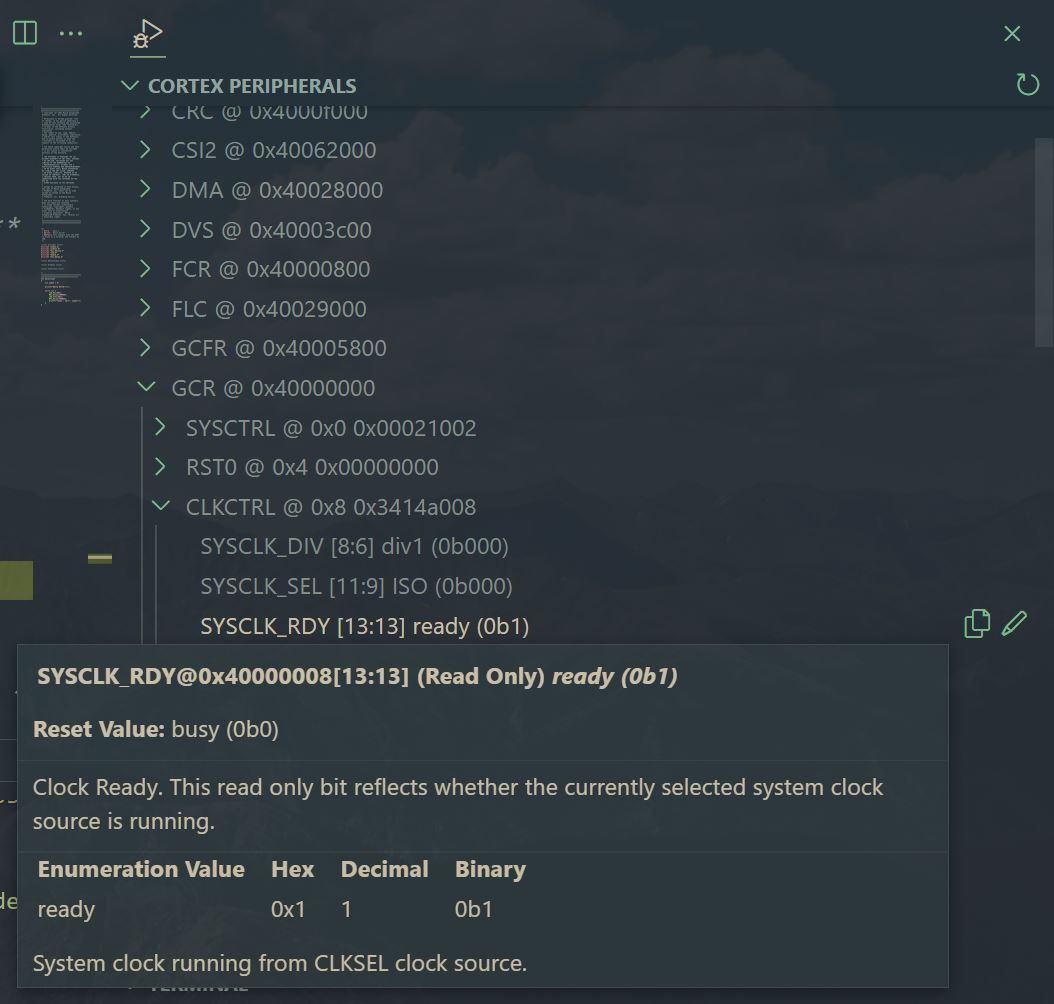 CORTEX PERIPHERALS
CRC @ 0x4000f000
CSI2 @ 0x40062000
DMA @ 0x40028000
DVS @ 0x40003c00
**
FCR @ 0x40000800
FLC @ 0x40029000
GCFR @ 0x40005800
GCR @ 0x40000000
SYSCTRL @ 0x0 0x00021002
RST0 @ 0x4 0x00000000
CLKCTRL @ 0x8 0x3414a008
SYSCLK_DIV [8:6] div1 (0b000)
SYSCLK_SEL [11:9] ISO (0b000)
SYSCLK_RDY [13:13] ready (0b1)
SYSCLK_RDY@0x40000008[13:13] (Read Only) ready (0b1)
Reset Value: busy (0b0)
Clock Ready. This read only bit reflects whether the currently selected system clock
source is running.
Enumeration Value Hex Decimal Binary
ready 0x1 1 0b1
de
System clock running from CLKSEL clock source.
TERMINAL